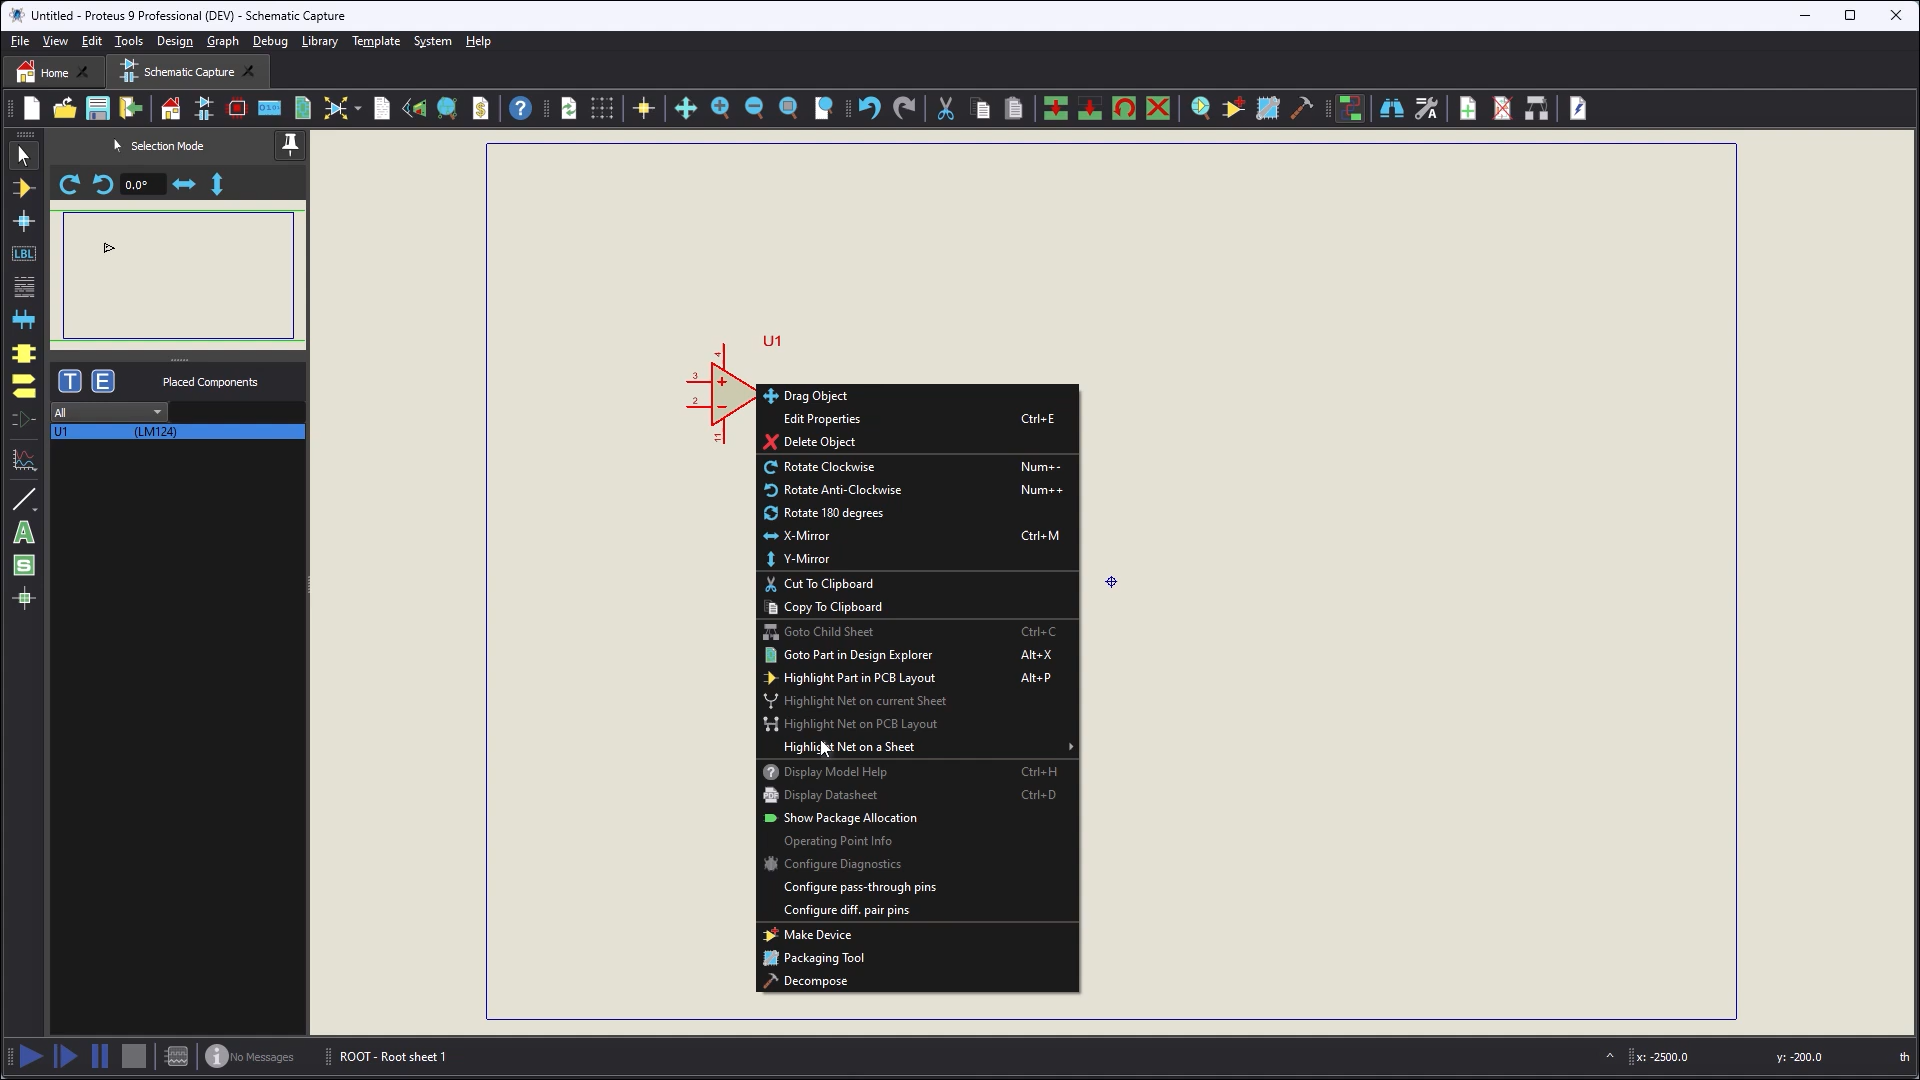 Untitled - Proteus 9 Professional (DEV) - Schematic Capture
File View Edit Tools Design Graph Debug Library Template System Help
Home Schematic Capture
Selection Mode
0.0°
LBL
T E Placed Components
All
U1 (LM124)
A
S
U1
4
3
2
11
Drag Object
Edit Properties Ctrl+E
Delete Object
Rotate Clockwise Num+-
Rotate Anti-Clockwise Num++
Rotate 180 degrees
X-Mirror Ctrl+M
Y-Mirror
Cut To Clipboard
Copy To Clipboard
Goto Child Sheet Ctrl+C
Goto Part in Design Explorer Alt+X
Highlight Part in PCB Layout Alt+P
Highlight Net on current Sheet
Highlight Net on PCB Layout
Highlight Net on a Sheet
Display Model Help Ctrl+H
Display Datasheet Ctrl+D
Show Package Allocation
Operating Point Info
Configure Diagnostics
Configure pass-through pins
Configure diff. pair pins
Make Device
Packaging Tool
Decompose
No Messages ROOT - Root sheet 1 x: -2500.0 y: -200.0 th